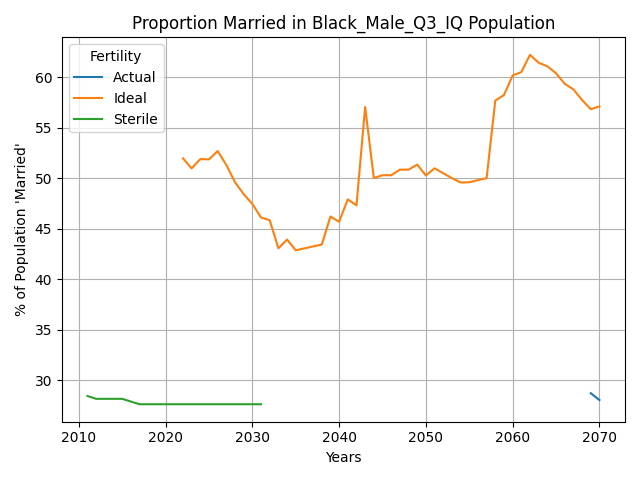 Proportion Married in Black_Male_Q3_IQ Population
% of Population 'Married'
Fertility
Actual
Ideal
Sterile
60
55
50
45
40
35
30
2010 2020 2030 2040 2050 2060 2070
Years